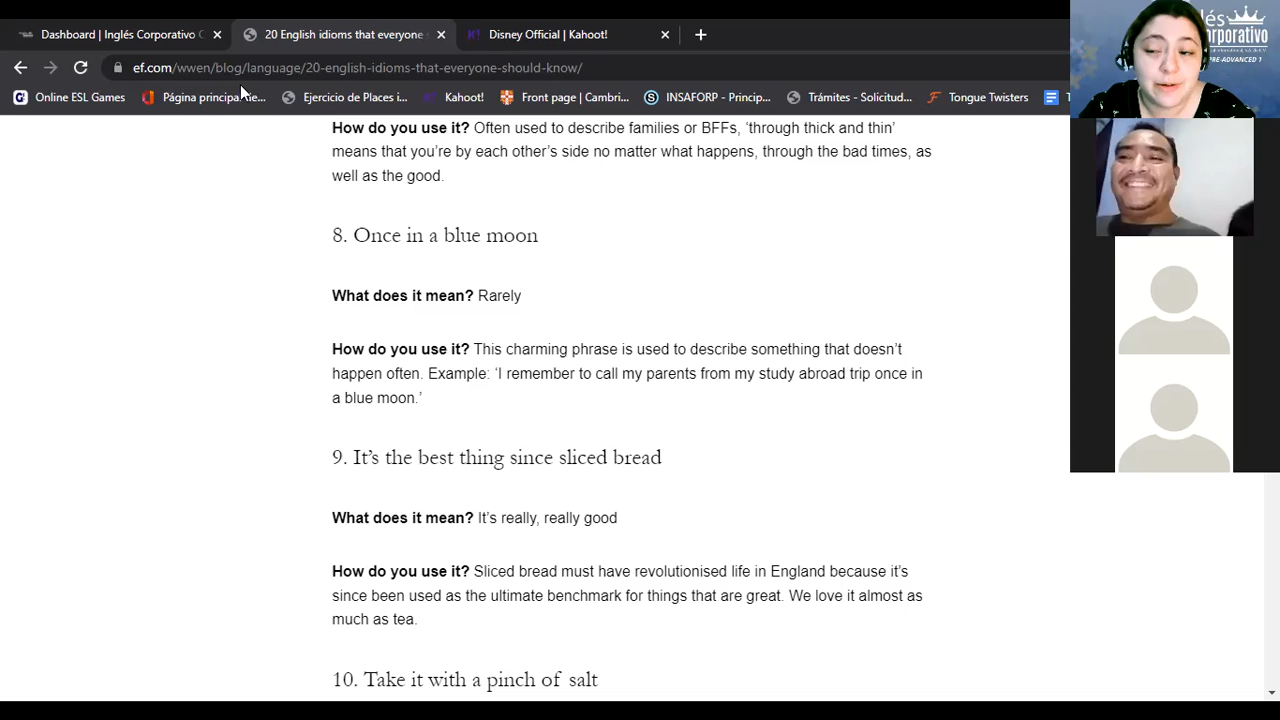 Dashboard | Inglés Corporativo
20 English idioms that everyone
Disney Official | Kahoot!
ef.com/wwen/blog/language/20-english-idioms-that-everyone-should-know/
Online ESL Games
Página principal
Ejercicio de Places i...
Kahoot!
Front page | Cambri...
INSAFORP - Princip...
Trámites - Solicitud...
Tongue Twisters
How do you use it? Often used to describe families or BFFs, ‘through thick and thin’
means that you’re by each other’s side no matter what happens, through the bad times, as
well as the good.
8. Once in a blue moon
What does it mean? Rarely
How do you use it? This charming phrase is used to describe something that doesn’t
happen often. Example: ‘I remember to call my parents from my study abroad trip once in
a blue moon.’
9. It’s the best thing since sliced bread
What does it mean? It’s really, really good
How do you use it? Sliced bread must have revolutionised life in England because it’s
since been used as the ultimate benchmark for things that are great. We love it almost as
much as tea.
10. Take it with a pinch of salt
PRE-ADVANCED 1